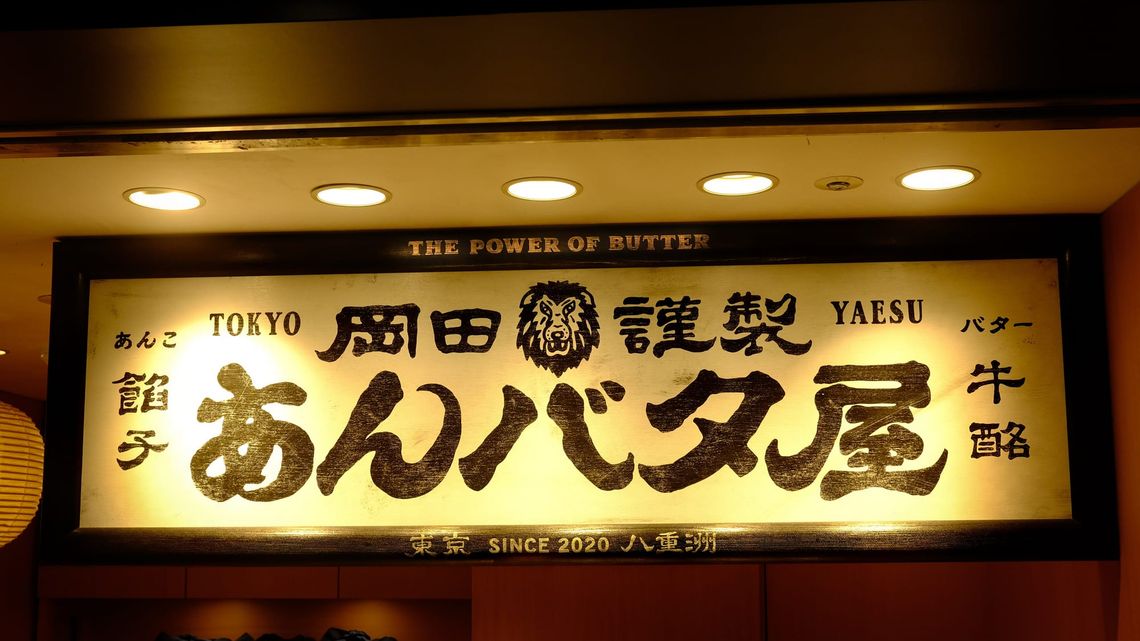 THE POWER OF BUTTER
TOKYO 岡田謹製 YAESU
あんこ
餡子
あんバタ屋
バター
牛酪
東京 SINCE 2020 八重洲